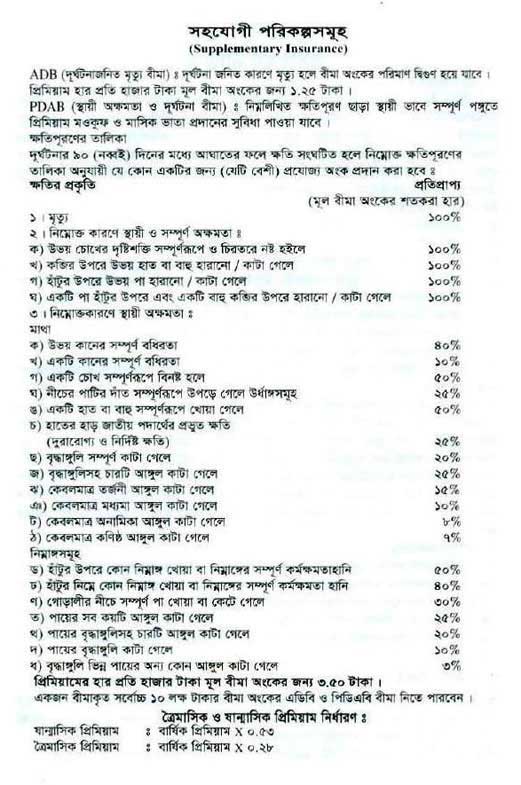 সহযোগী পরিকল্পসমূহ
(Supplementary Insurance)
ADB (দূর্ঘটনাজনিত মৃত্যু বীমা) ঃ দূর্ঘটনা জনিত কারণে মৃত্যু হলে বীমা অংকের পরিমাণ দ্বিগুণ হয়ে যাবে ।
প্রিমিয়াম হার প্রতি হাজার টাকা মূল বীমা অংকের জন্য ১.২৫ টাকা ।
PDAB (স্থায়ী অক্ষমতা ও দূর্ঘটনা বীমা) ঃ নিম্নলিখিত ক্ষতিপূরণ ছাড়া স্থায়ী ভাবে সম্পূর্ণ পঙ্গুতে
প্রিমিয়াম মওকুফ ও মাসিক ভাতা প্রদানের সুবিধা পাওয়া যাবে ।
ক্ষতিপূরণের তালিকা
দূর্ঘটনার ৯০ (নব্বই) দিনের মধ্যে আঘাতের ফলে ক্ষতি সংঘটিত হলে নিম্নোক্ত ক্ষতিপূরণের
তালিকা অনুযায়ী যে কোন একটির জন্য (যেটি বেশী) প্রযোজ্য অংক প্রদান করা হবে ঃ
ক্ষতির প্রকৃতি প্রতিপ্রাপ্য
(মূল বীমা অংকের শতকরা হার)
১ । মৃত্যু ১০০%
২ । নিম্নোক্ত কারণে স্থায়ী ও সম্পূর্ণ অক্ষমতা ঃ
ক) উভয় চোখের দৃষ্টিশক্তি সম্পূর্ণরূপে ও চিরতরে নষ্ট হইলে ১০০%
খ) কব্জির উপরে উভয় হাত বা বাহু হারানো / কাটা গেলে ১০০%
গ) হাঁটুর উপরে উভয় পা হারানো / কাটা গেলে ১০০%
ঘ) একটি পা হাঁটুর উপরে এবং একটি বাহু কব্জির উপরে হারানো / কাটা গেলে ১০০%
৩ । নিম্নোক্তকারণে স্থায়ী অক্ষমতা ঃ
মাথা
ক) উভয় কানের সম্পূর্ণ বধিরতা ৪০%
খ) একটি কানের সম্পূর্ণ বধিরতা ১০%
গ) একটি চোখ সম্পূর্ণরূপে বিনষ্ট হলে ৫০%
ঘ) নীচের পাটির দাঁত সম্পূর্ণরূপে উপড়ে গেলে উর্ধাঙ্গসমূহ ২৫%
ঙ) একটি হাত বা বাহু সম্পূর্ণরূপে খোয়া গেলে ৫০%
চ) হাতের হাড় জাতীয় পদার্থের প্রভূত ক্ষতি
(দুরারোগ্য ও নির্দিষ্ট ক্ষতি) ২৫%
ছ) বৃদ্ধাঙ্গুলি সম্পূর্ণ কাটা গেলে ২০%
জ) বৃদ্ধাঙ্গুলিসহ চারটি আঙ্গুল কাটা গেলে ২৫%
ঝ) কেবলমাত্র তর্জনী আঙ্গুল কাটা গেলে ১৫%
ঞ) কেবলমাত্র মধ্যমা আঙ্গুল কাটা গেলে ১০%
ট) কেবলমাত্র অনামিকা আঙ্গুল কাটা গেলে ৮%
ঠ) কেবলমাত্র কণিষ্ঠ আঙ্গুল কাটা গেলে ৭%
নিম্নাঙ্গসমূহ
ড) হাঁটুর উপরে কোন নিম্নাঙ্গ খোয়া বা নিম্নাঙ্গের সম্পূর্ণ কর্মক্ষমতাহানি ৫০%
ঢ) হাঁটুর নিম্নে কোন নিম্নাঙ্গ খোয়া বা নিম্নাঙ্গের সম্পূর্ণ কর্মক্ষমতা হানি ৪০%
ণ) গোড়ালীর নীচে সম্পূর্ণ পা খোয়া বা কেটে গেলে ৩০%
ত) পায়ের সব কয়টি আঙ্গুল কাটা গেলে ২৫%
থ) পায়ের বৃদ্ধাঙ্গুলিসহ চারটি আঙ্গুল কাটা গেলে ২০%
দ) পায়ের বৃদ্ধাঙ্গুলি কাটা গেলে ১০%
ধ) বৃদ্ধাঙ্গুলি ভিন্ন পায়ের অন্য কোন আঙ্গুল কাটা গেলে ৩%
প্রিমিয়ামের হার প্রতি হাজার টাকা মূল বীমা অংকের জন্য ৩.৫০ টাকা ।
একজন বীমাকৃত সর্বোচ্চ ১০ লক্ষ টাকার বীমা অংকের এডিবি ও পিডিএবি বীমা নিতে পারবেন ।
ত্রৈমাসিক ও ষান্মাসিক প্রিমিয়াম নির্ধারণ ঃ
ষান্মাসিক প্রিমিয়াম ঃ বার্ষিক প্রিমিয়াম X ০.৫৩
ত্রৈমাসিক প্রিমিয়াম ঃ বার্ষিক প্রিমিয়াম X ০.২৮